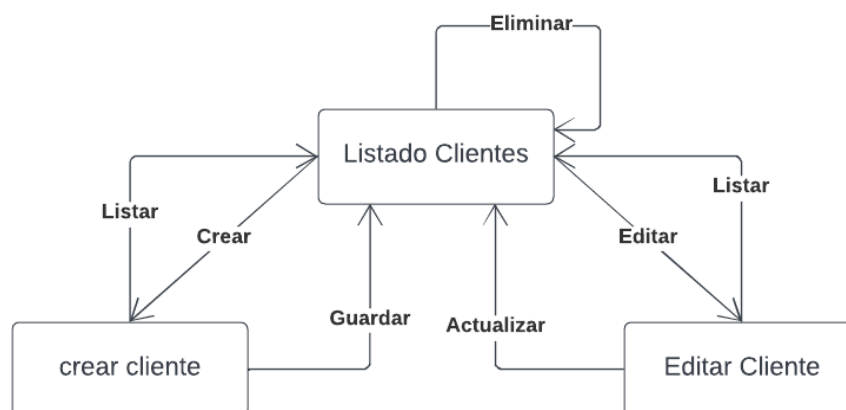 Eliminar
Listado Clientes
Listar
Listar
Crear
Editar
Guardar
Actualizar
crear cliente
Editar Cliente